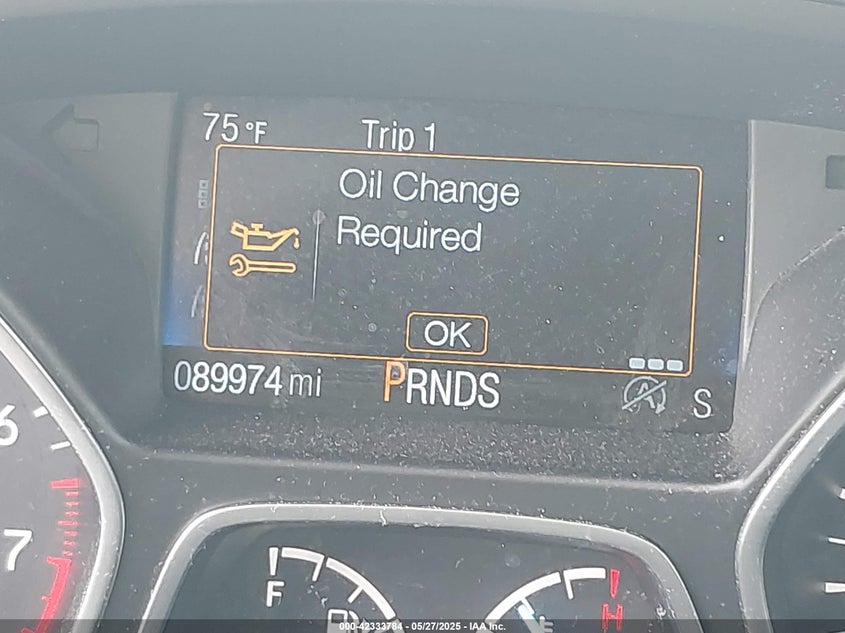 75°F Trip 1
Oil Change
Required
OK
089974 mi PRNDS A S
6
7
F H
000-42333784 - 05/27/2025 - IAA Inc.